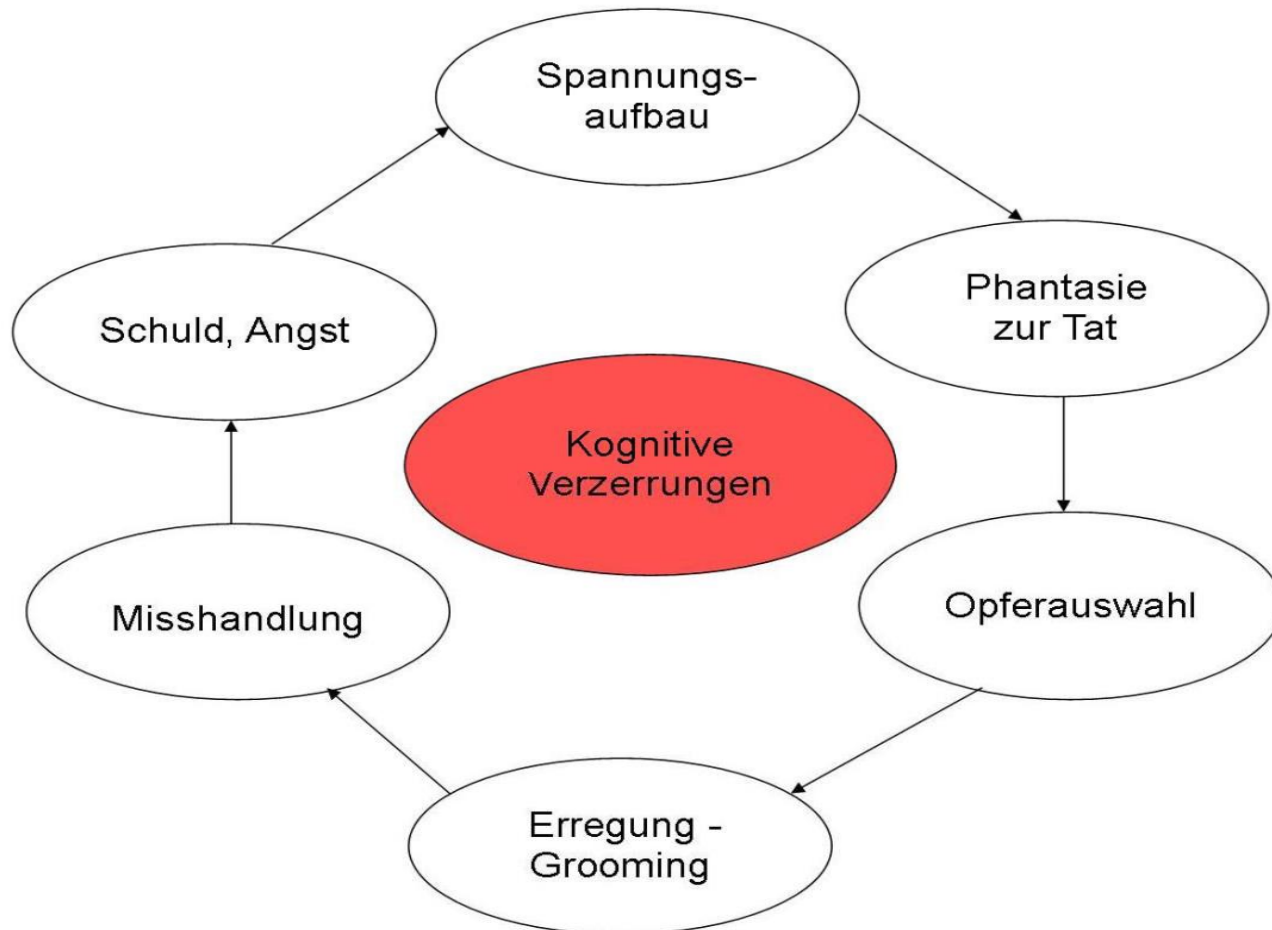 Spannungs-
aufbau
Phantasie
zur Tat
Schuld, Angst
Kognitive
Verzerrungen
Misshandlung
Opferauswahl
Erregung -
Grooming